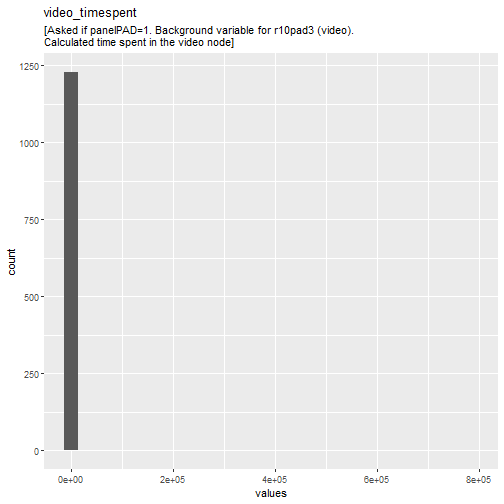 video_timespent
[Asked if panelPAD=1. Background variable for r10pad3 (video).
Calculated time spent in the video node]
1250
1000
750
500
250
0
count
0e+00 2e+05 4e+05 6e+05 8e+05
values